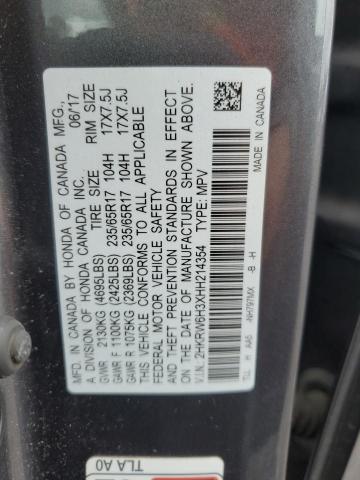 MFD. IN CANADA BY HONDA OF CANADA MFG.,
A DIVISION OF HONDA CANADA INC. 06/17
TIRE SIZE RIM SIZE
GVWR 2130KG (4695LBS)
GAWR F 1100KG (2425LBS) 235/65R17 104H 17X7.5J
GAWR R 1075KG (2369LBS) 235/65R17 104H 17X7.5J
THIS VEHICLE CONFORMS TO ALL APPLICABLE
FEDERAL MOTOR VEHICLE SAFETY
AND THEFT PREVENTION STANDARDS IN EFFECT
ON THE DATE OF MANUFACTURE SHOWN ABOVE.
V.I.N. 2HKRW6H3XHH214354 TYPE: MPV
TLL H AA5 -NH797MX -B -H MADE IN CANADA
TLA A0